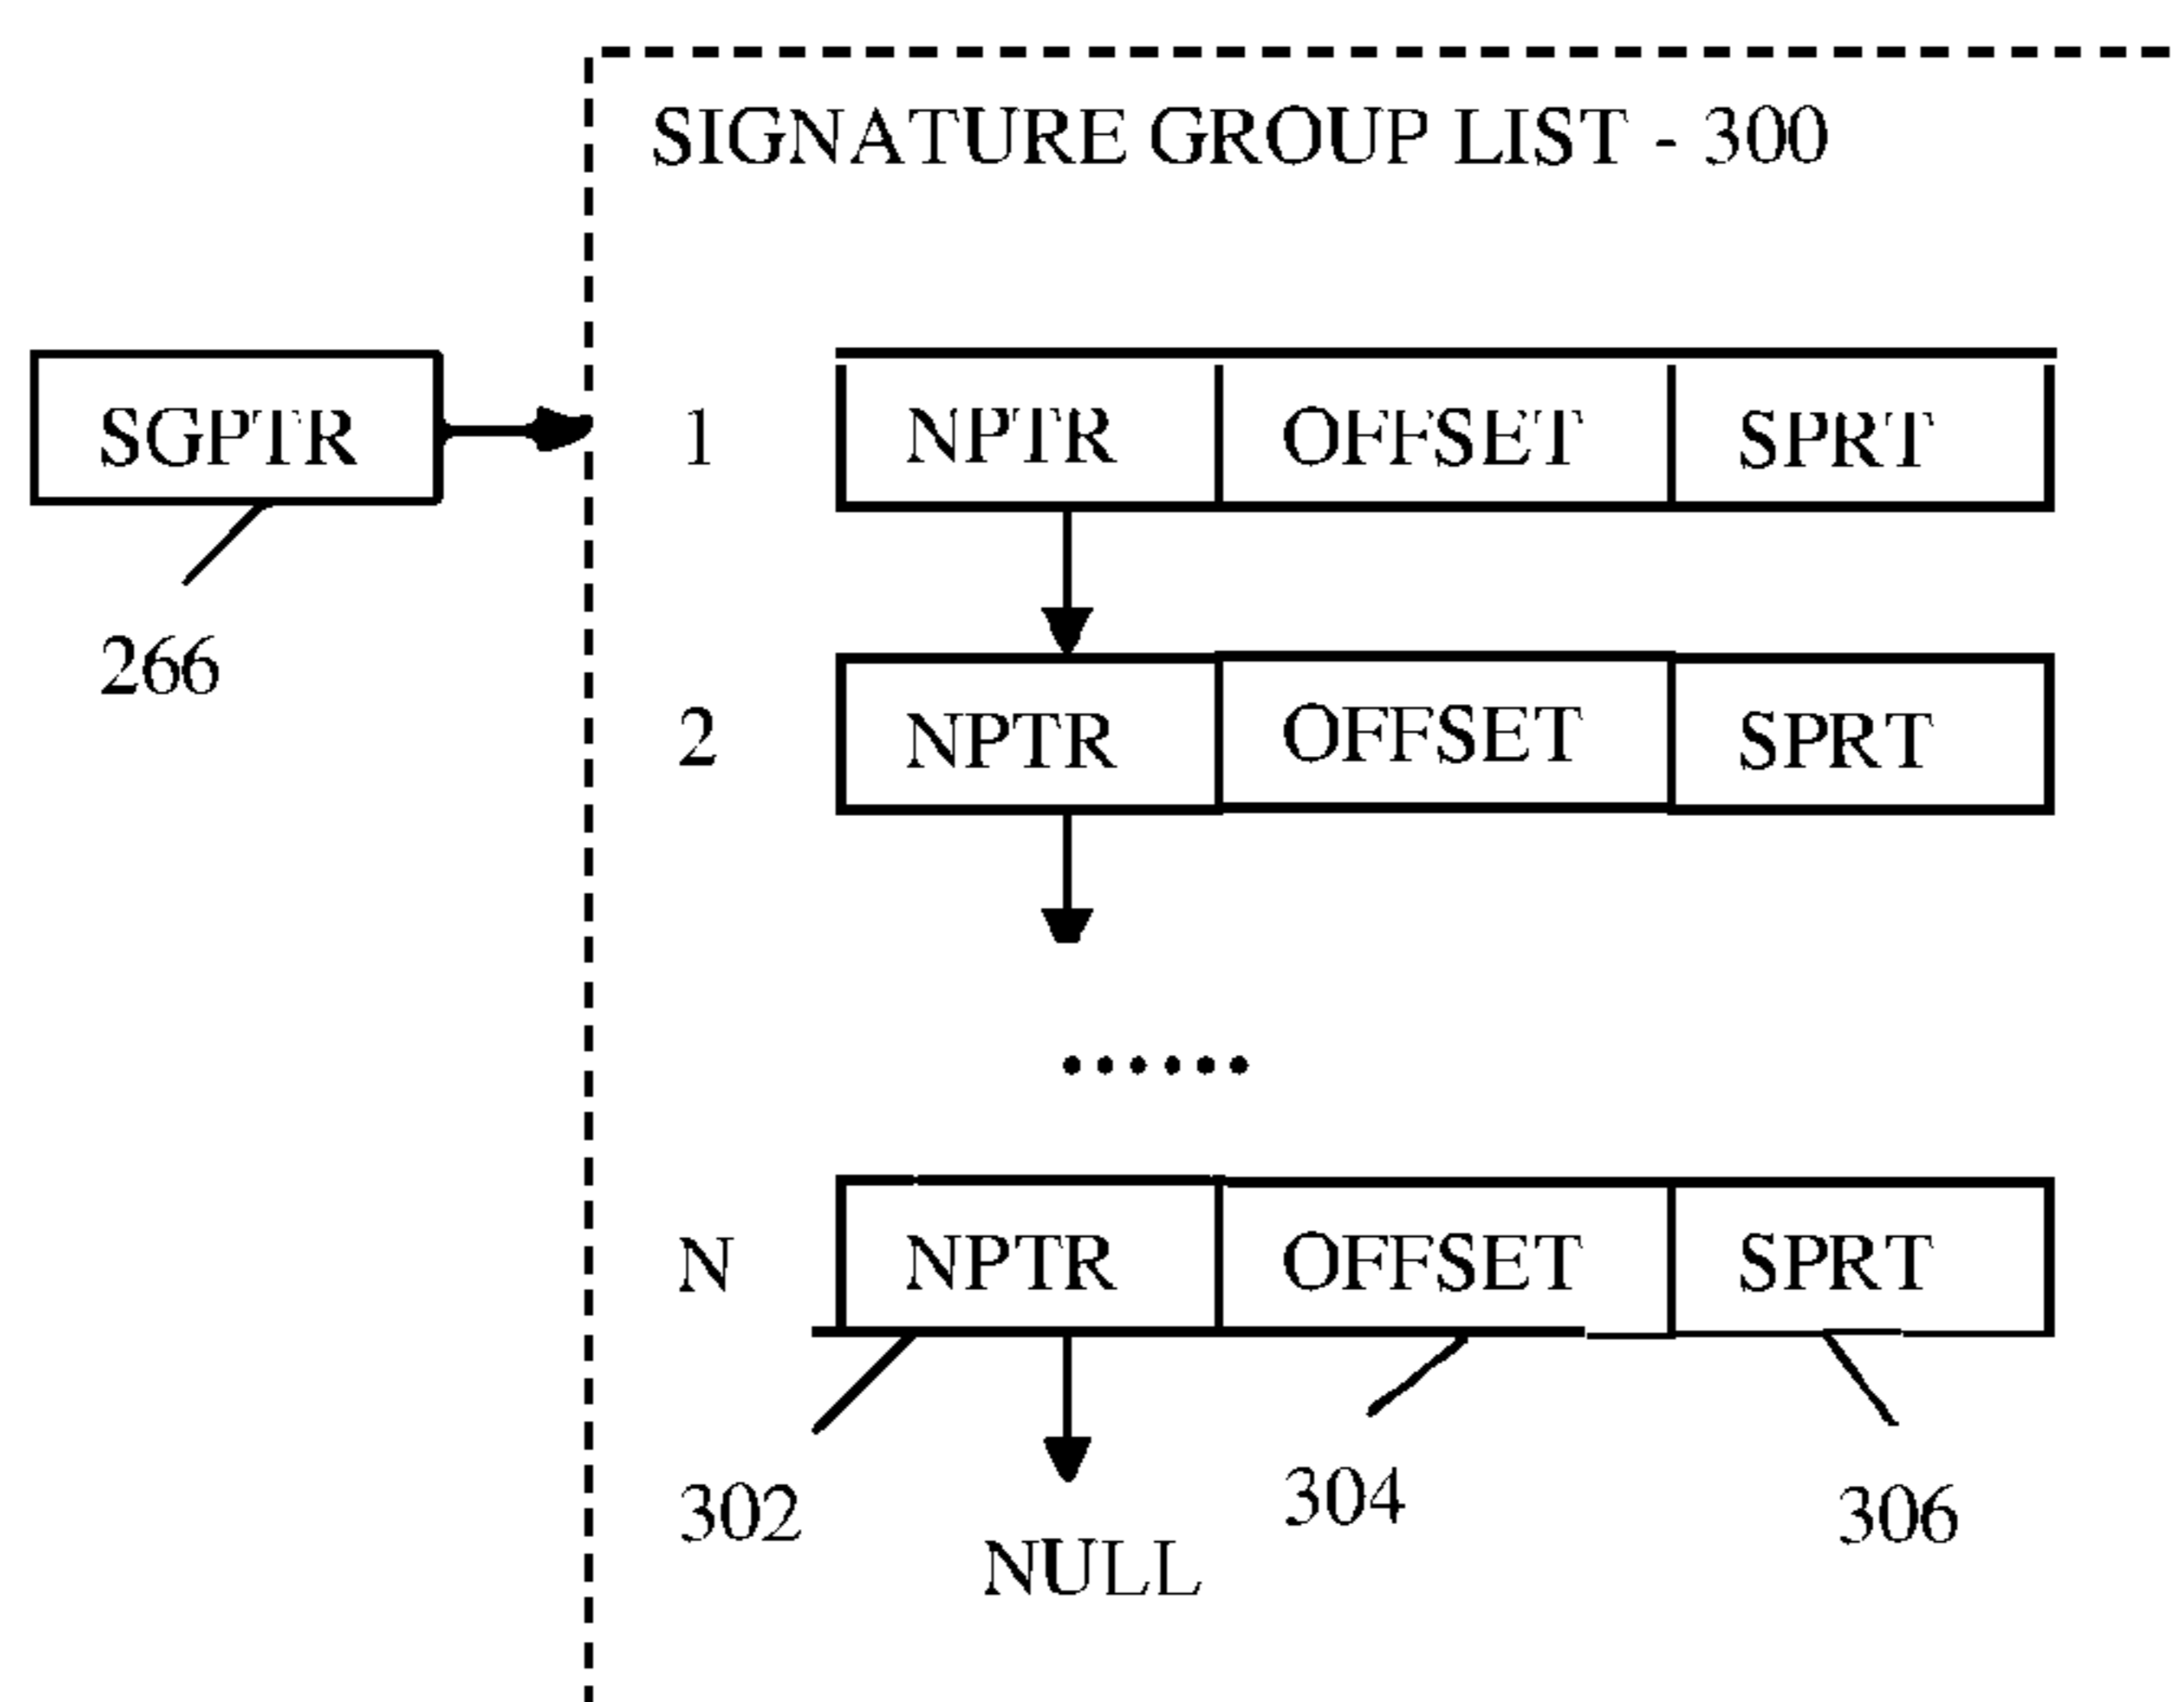 SIGNATURE GROUP LIST - 300
SGPTR
266
1 NPTR OFFSET SPRT
2 NPTR OFFSET SPRT
......
N NPTR OFFSET SPRT
302 304 306
NULL